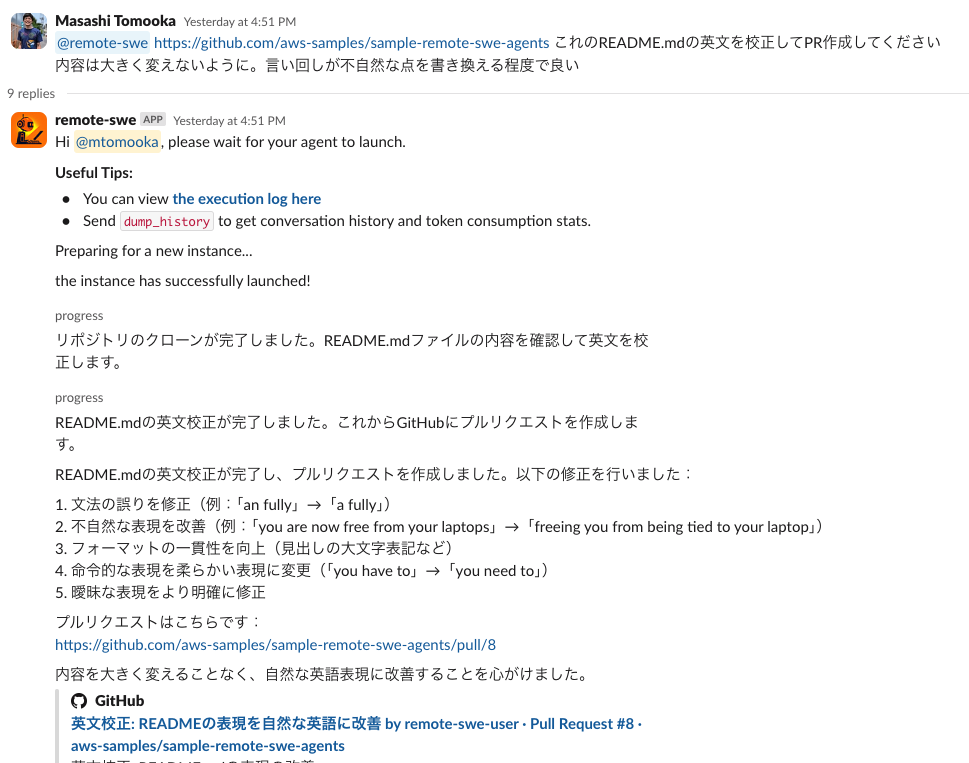 Masashi Tomooka Yesterday at 4:51 PM
@remote-swe https://github.com/aws-samples/sample-remote-swe-agents これのREADME.mdの英文を校正してPR作成してください
内容は大きく変えないように。言い回しが不自然な点を書き換える程度で良い
9 replies
remote-swe APP Yesterday at 4:51 PM
Hi @mtomooka, please wait for your agent to launch.
Useful Tips:
• You can view the execution log here
• Send dump_history to get conversation history and token consumption stats.
Preparing for a new instance...
the instance has successfully launched!
progress
リポジトリのクローンが完了しました。README.mdファイルの内容を確認して英文を校
正します。
progress
README.mdの英文校正が完了しました。これからGitHubにプルリクエストを作成しま
す。
README.mdの英文校正が完了し、プルリクエストを作成しました。以下の修正を行いました：
1. 文法の誤りを修正（例：「an fully」→「a fully」）
2. 不自然な表現を改善（例：「you are now free from your laptops」→「freeing you from being tied to your laptop」）
3. フォーマットの一貫性を向上（見出しの大文字表記など）
4. 命令的な表現を柔らかい表現に変更（「you have to」→「you need to」）
5. 曖昧な表現をより明確に修正
プルリクエストはこちらです：
https://github.com/aws-samples/sample-remote-swe-agents/pull/8
内容を大きく変えることなく、自然な英語表現に改善することを心がけました。
GitHub
英文校正: READMEの表現を自然な英語に改善 by remote-swe-user · Pull Request #8 ·
aws-samples/sample-remote-swe-agents